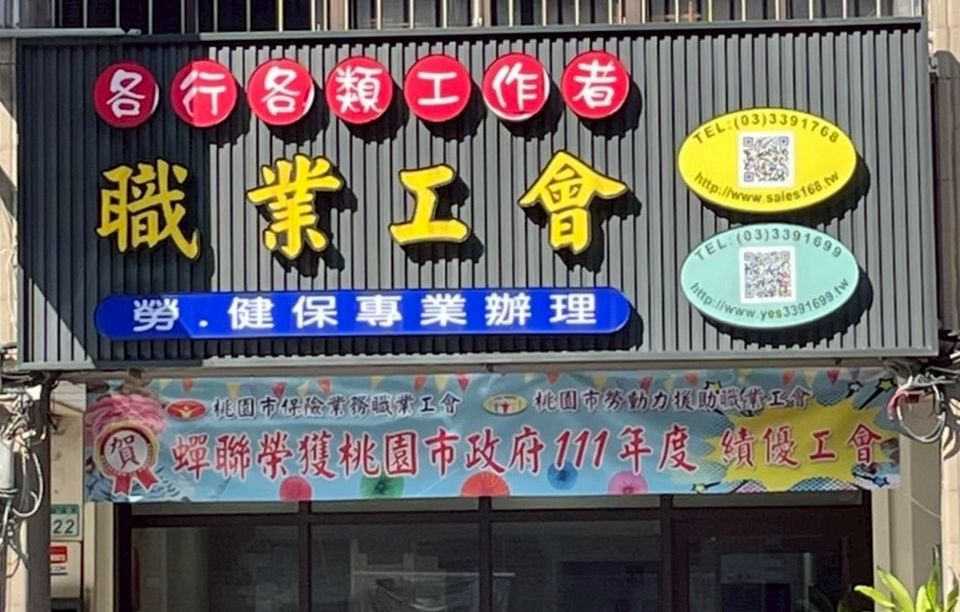 各行各類工作者
職業工會
勞.健保專業辦理
TEL:(03)3391768
http://www.sales168.tw
TEL:(03)3391699
http://www.yes3391699.tw
桃園市保險業務職業工會
桃園市勞動力援助職業工會
賀
蟬聯榮獲桃園市政府111年度 績優工會
22